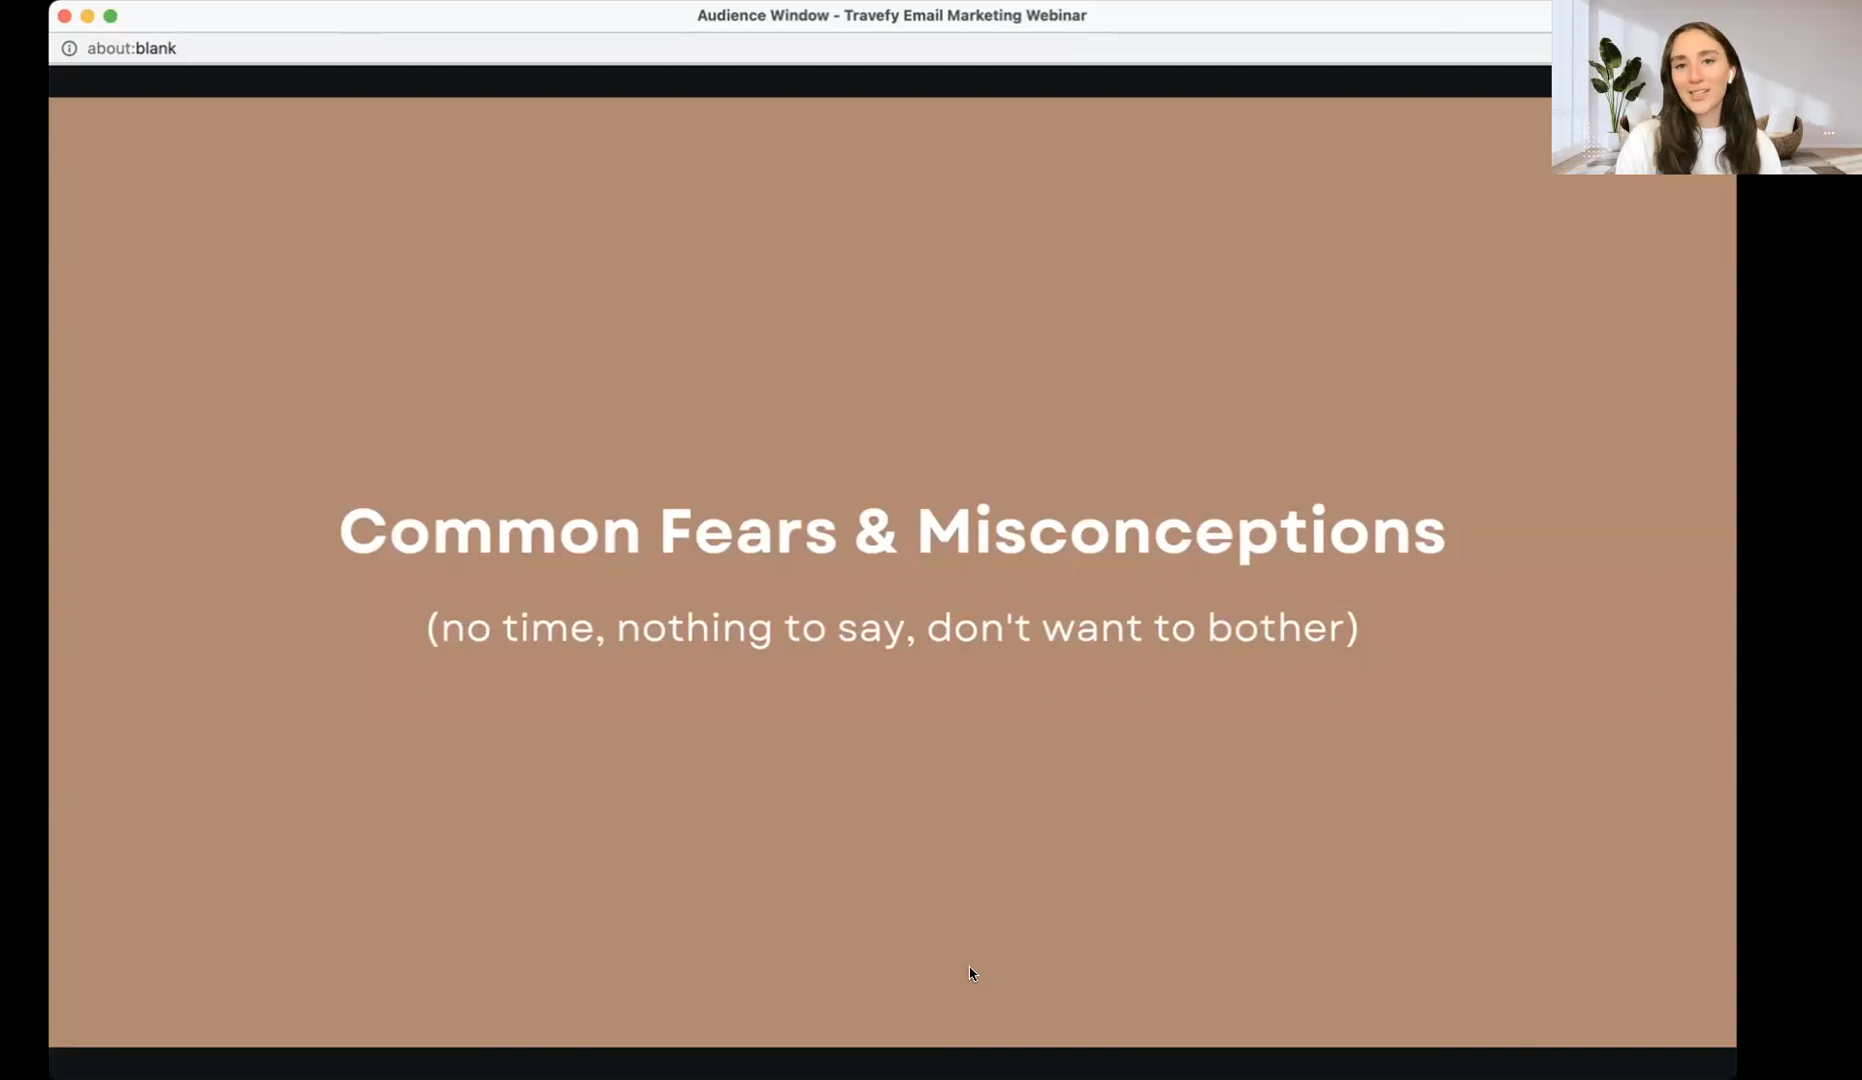 Audience Window - Travefy Email Marketing Webinar
about:blank
Common Fears & Misconceptions
(no time, nothing to say, don't want to bother)